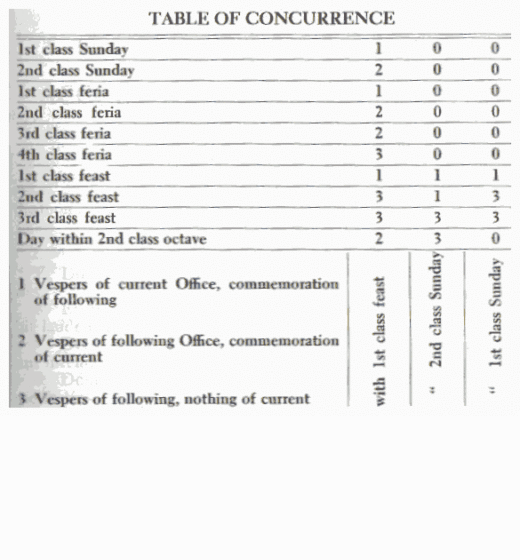 TABLE OF CONCURRENCE
1st class Sunday 1 0 0
2nd class Sunday 2 0 0
1st class feria 1 0 0
2nd class feria 2 0 0
3rd class feria 2 0 0
4th class feria 3 0 0
1st class feast 1 1 1
2nd class feast 3 1 3
3rd class feast 3 3 3
Day within 2nd class octave 2 3 0
1 Vespers of current Office, commemoration
of following
2 Vespers of following Office, commemoration
of current
3 Vespers of following, nothing of current
with 1st class feast
“ 2nd class Sunday
“ 1st class Sunday